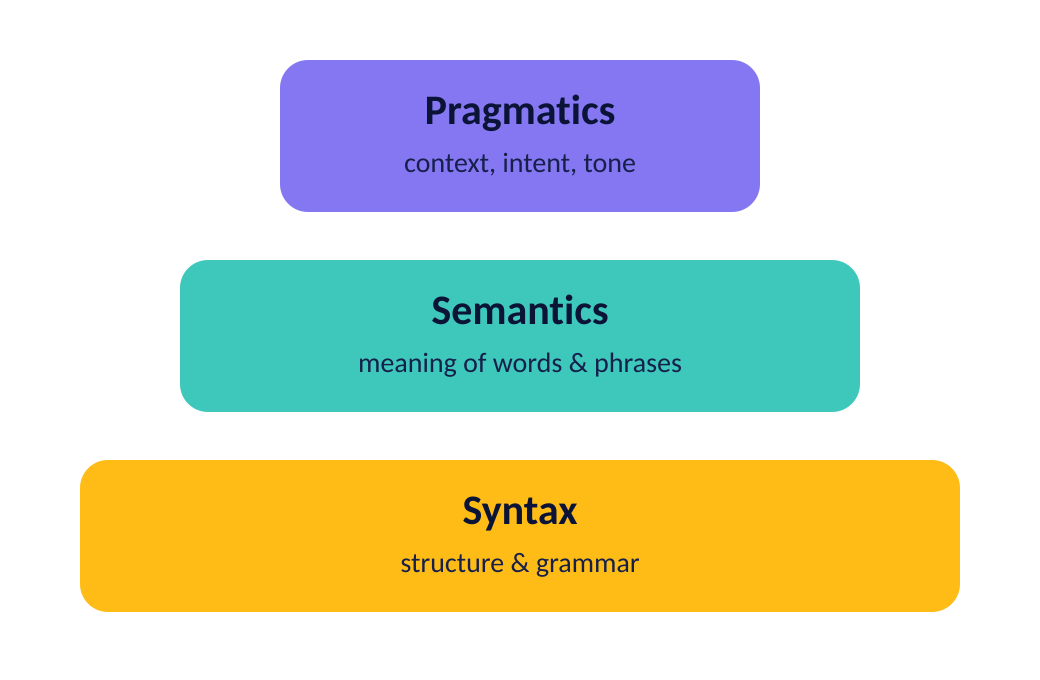 Pragmatics
context, intent, tone
Semantics
meaning of words & phrases
Syntax
structure & grammar